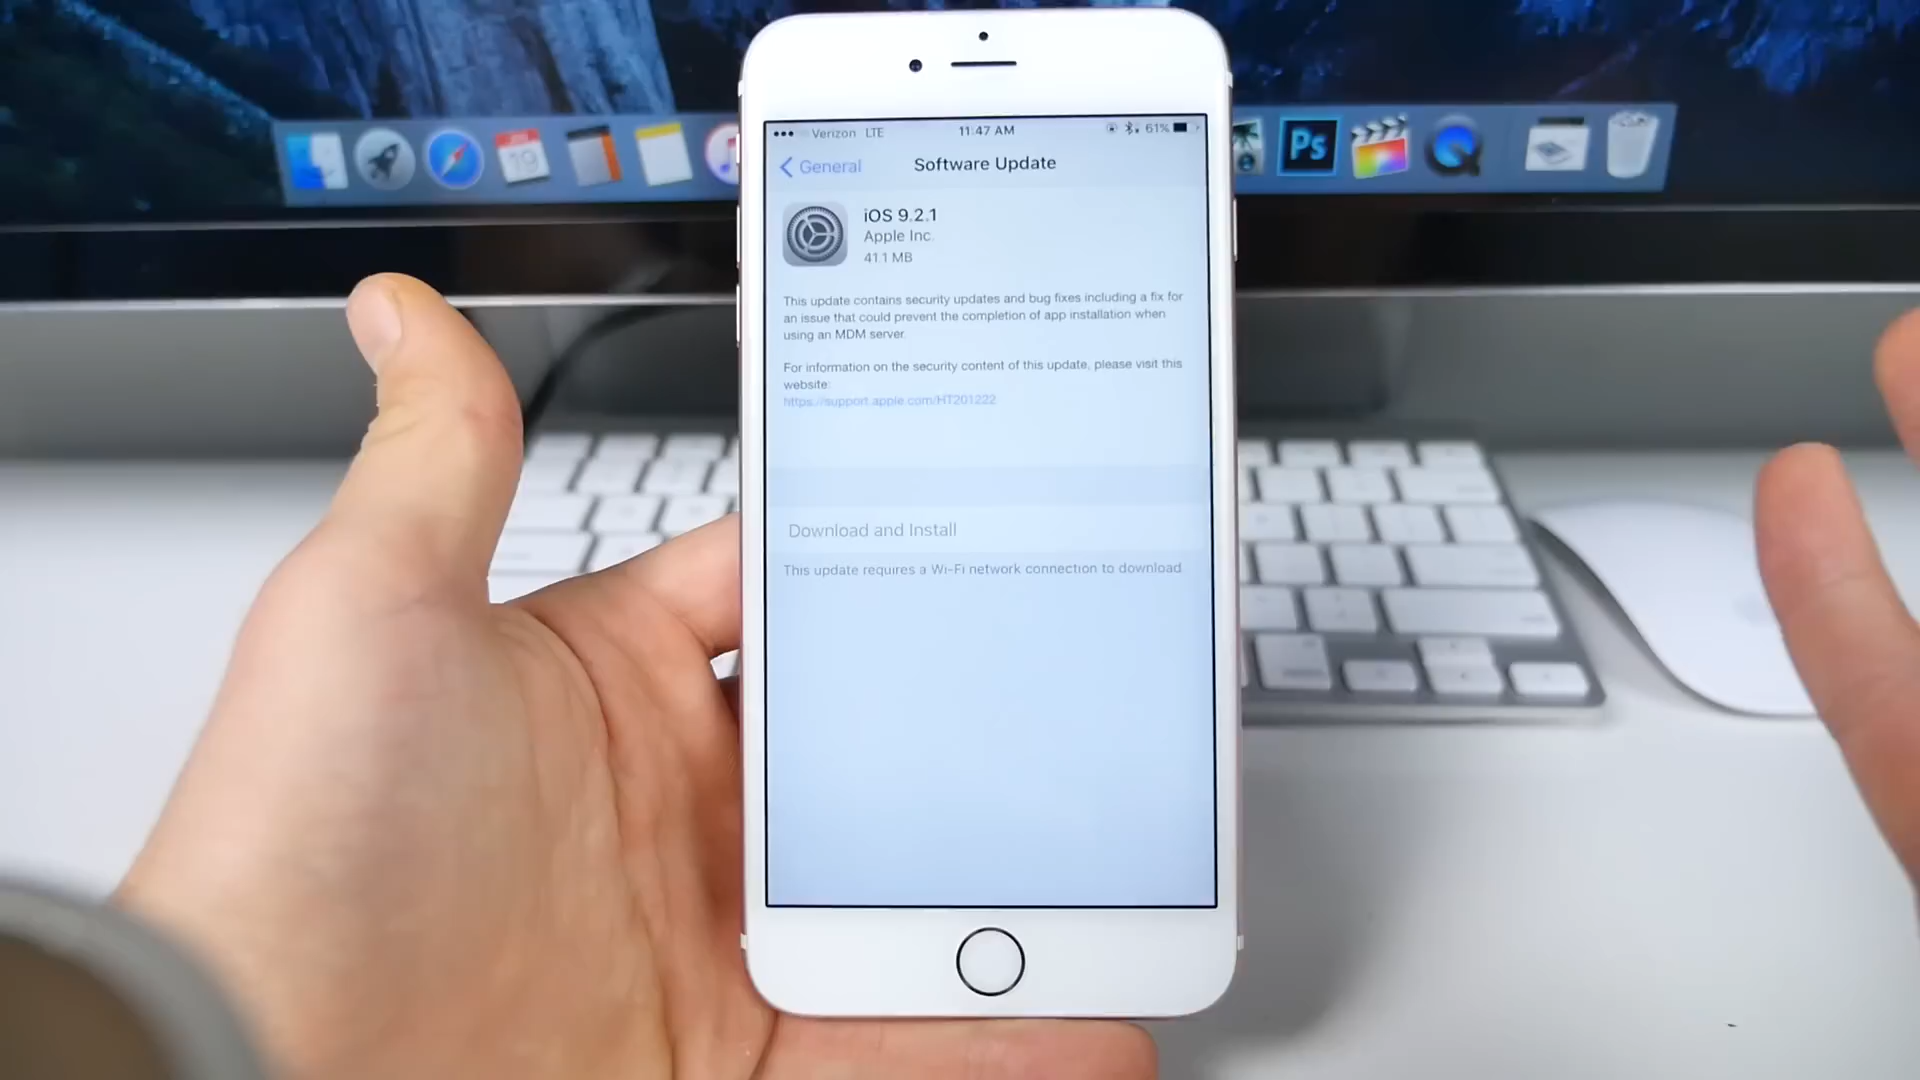 Verizon LTE 11:47 AM 61%
General Software Update
iOS 9.2.1
Apple Inc.
41.1 MB
This update contains security updates and bug fixes including a fix for
an issue that could prevent the completion of app installation when
using an MDM server.
For information on the security content of this update, please visit this
website:
https://support.apple.com/HT201222
Download and Install
This update requires a Wi-Fi network connection to download
19
Ps